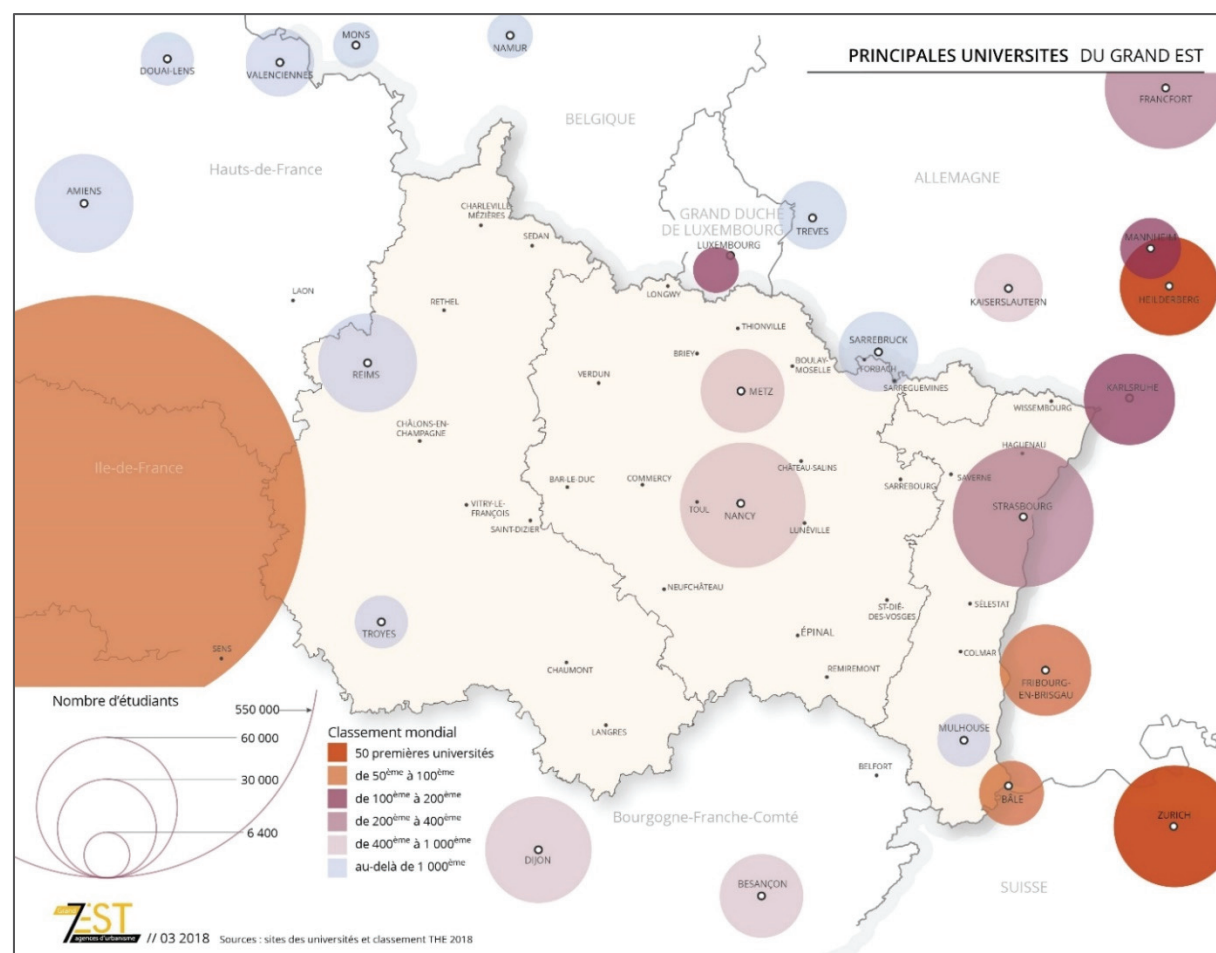 PRINCIPALES UNIVERSITES DU GRAND EST
MONS
NAMUR
DOUAI-LENS
VALENCIENNES
FRANCFORT
BELGIQUE
Hauts-de-France
ALLEMAGNE
AMIENS
CHARLEVILLE-
MÉZIÈRES
SEDAN
GRAND DUCHE
DE LUXEMBOURG
LUXEMBOURG
TREVES
MANNHEIM
HEILDERBERG
KAISERSLAUTERN
LAON
RETHEL
LONGWY
THIONVILLE
REIMS
BRIEY
VERDUN
BOULAY-
MOSELLE
SARREBRUCK
FORBACH
SARREGUEMINES
METZ
KARLSRUHE
WISSEMBOURG
CHÂLONS-EN-
CHAMPAGNE
HAGUENAU
Ile-de-France
BAR-LE-DUC
COMMERCY
CHÂTEAU-SALINS
SARREBOURG
SAVERNE
VITRY-LE-
FRANÇOIS
SAINT-DIZIER
TOUL
NANCY
LUNÉVILLE
STRASBOURG
NEUFCHÂTEAU
ST-DIÉ-
DES-VOSGES
SÉLESTAT
TROYES
ÉPINAL
SENS
CHAUMONT
REMIREMONT
COLMAR
FRIBOURG-
EN-BRISGAU
LANGRES
MULHOUSE
BELFORT
BÂLE
ZURICH
Bourgogne-Franche-Comté
DIJON
BESANÇON
SUISSE
Nombre d'étudiants
550 000
60 000
30 000
6 400
Classement mondial
50 premières universités
de 50ème à 100ème
de 100ème à 200ème
de 200ème à 400ème
de 400ème à 1 000ème
au-delà de 1 000ème
7EST
agences d'urbanisme
// 03 2018 Sources : sites des universités et classement THE 2018